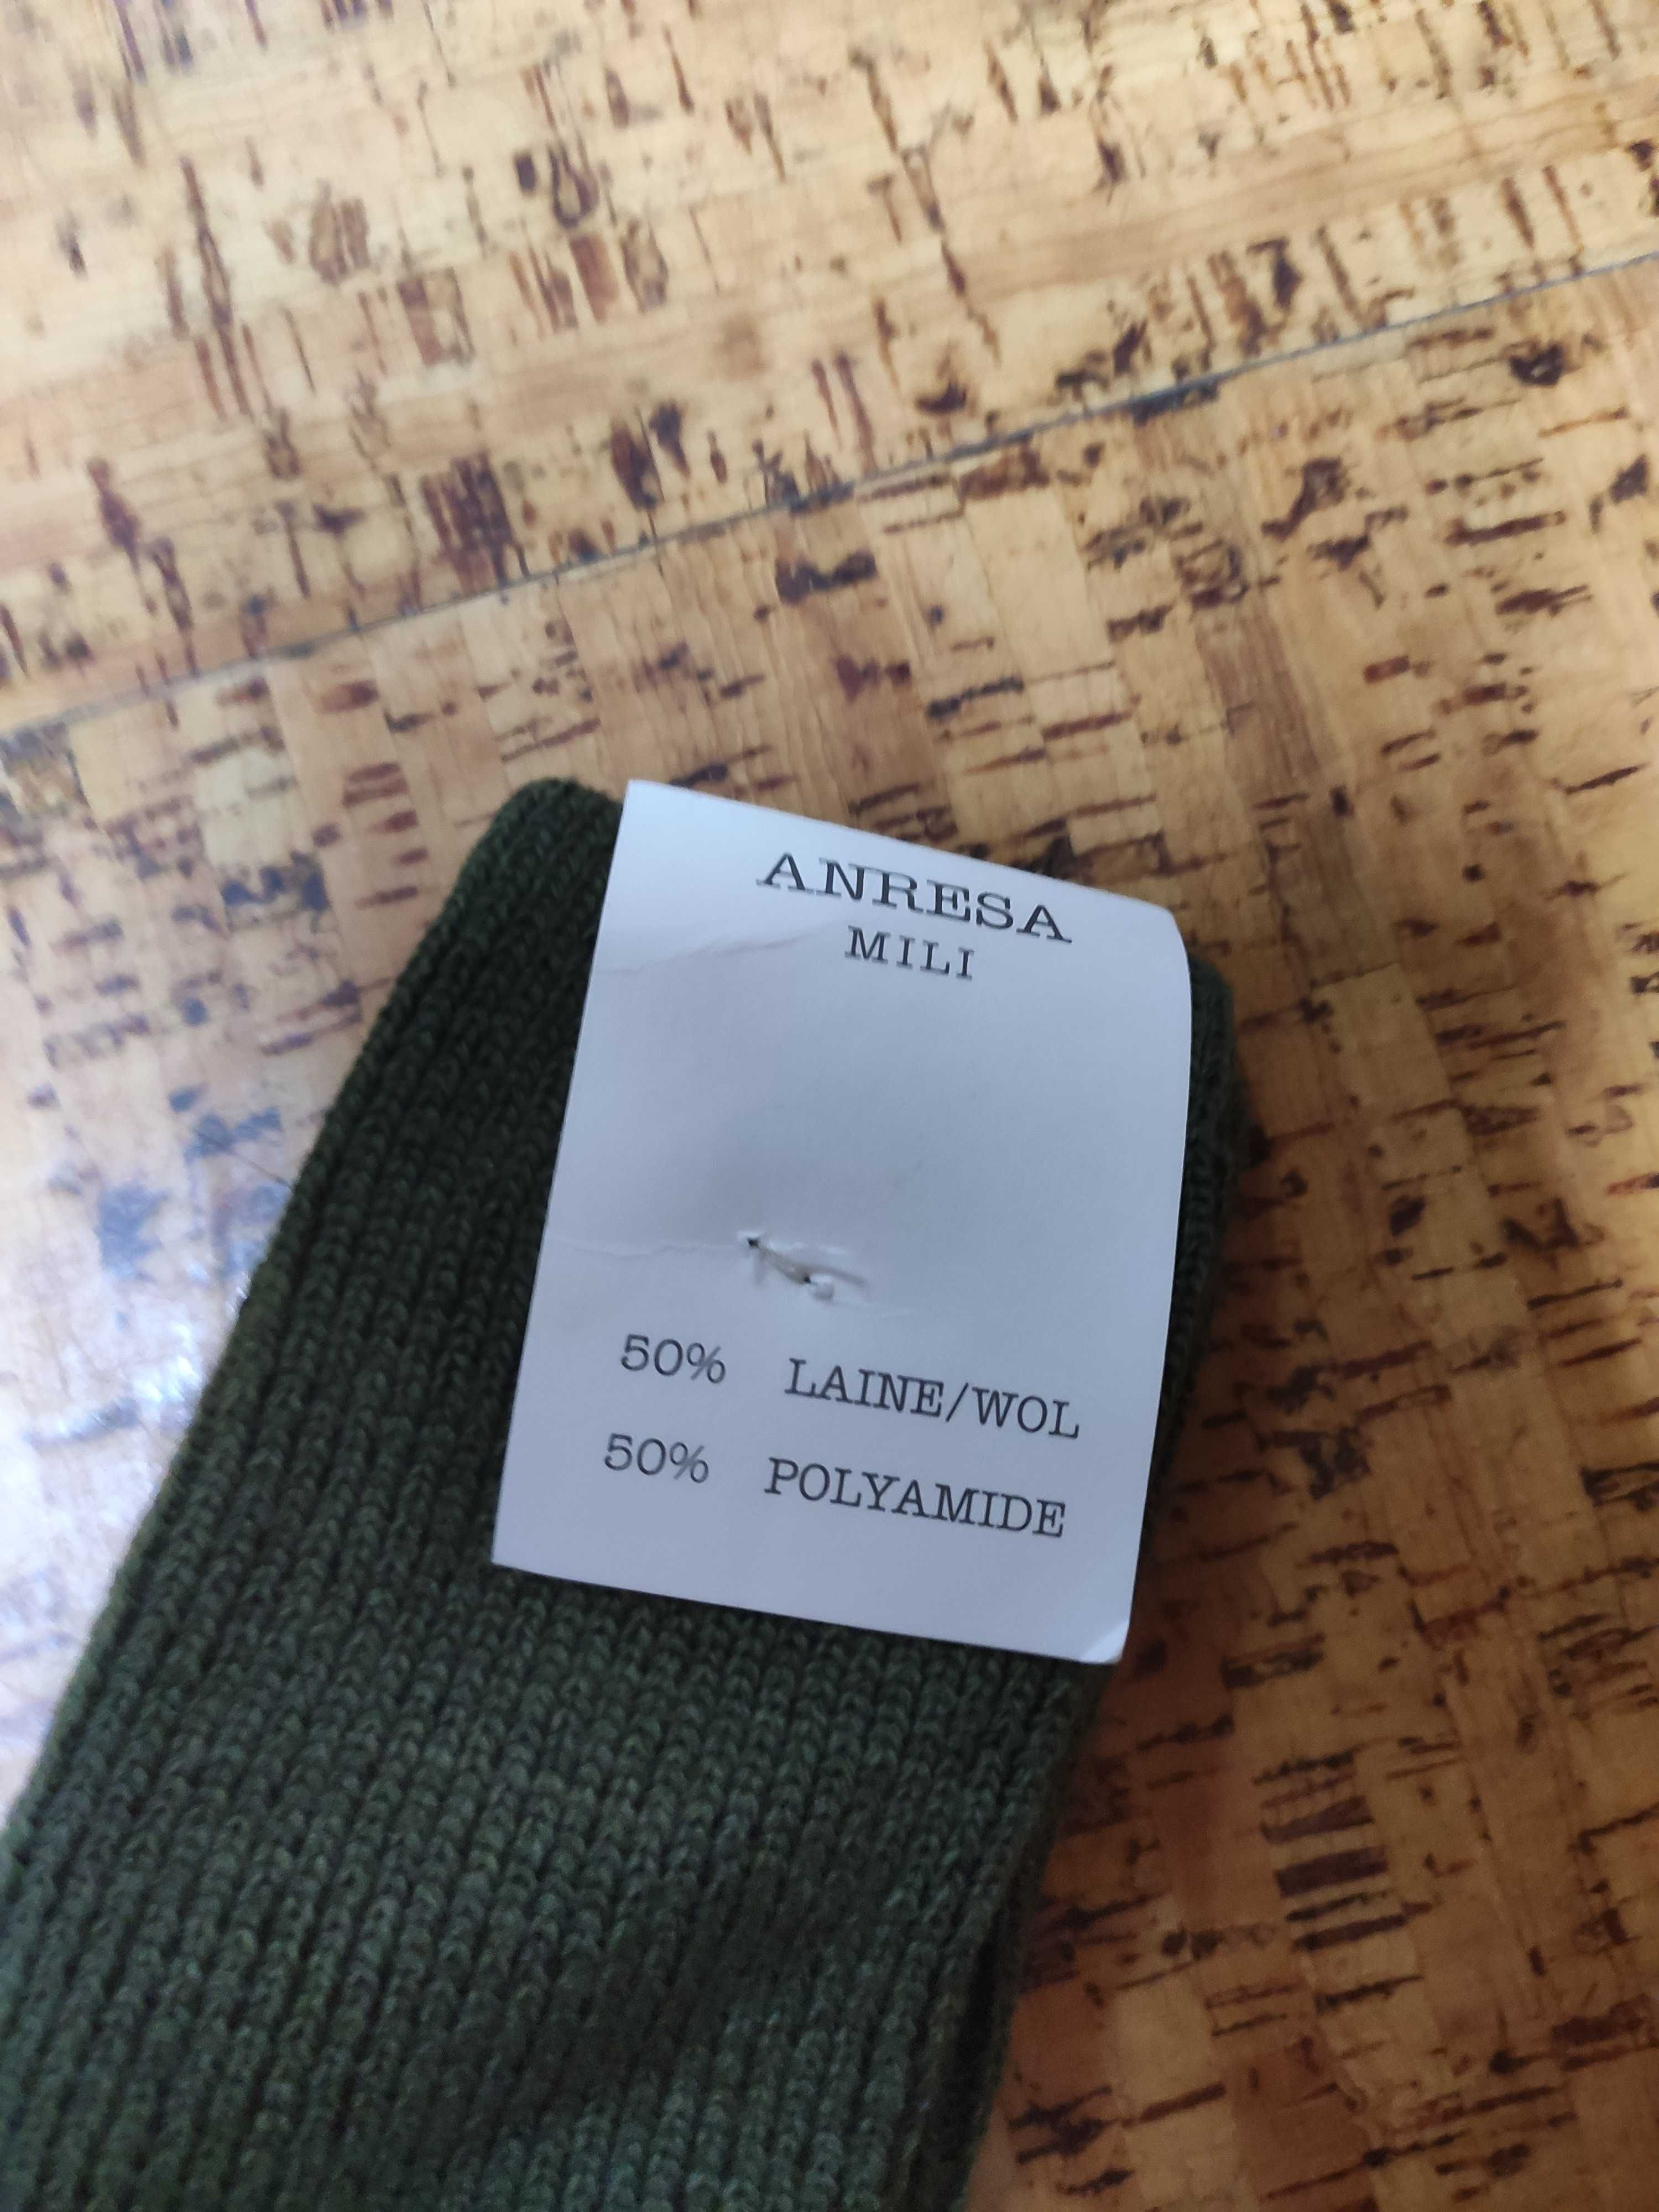 ANRESA
MILI
50% LAINE/WOL
50% POLYAMIDE